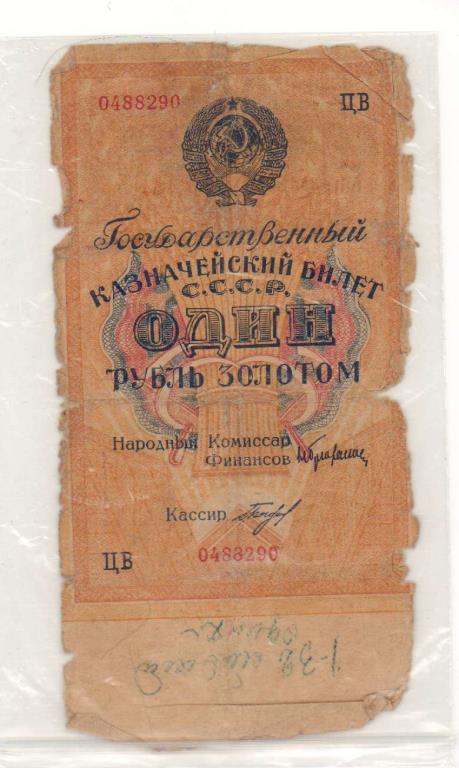 0488290 ЦВ
Государственный
КАЗНАЧЕЙСКИЙ БИЛЕТ
С.С.С.Р.
ОДИН
РУБЛЬ ЗОЛОТОМ
Народный Комиссар
Финансов
Кассир
ЦВ 0488290